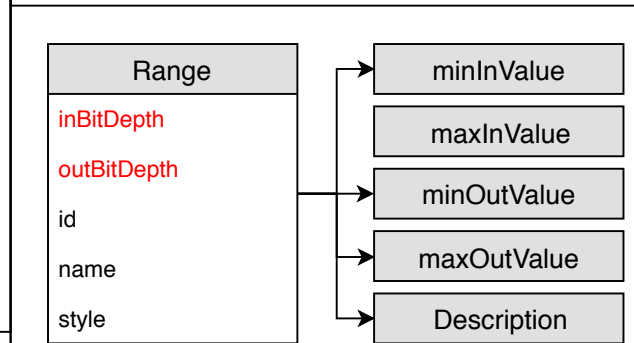 Range
inBitDepth
outBitDepth
id
name
style
minInValue
maxInValue
minOutValue
maxOutValue
Description